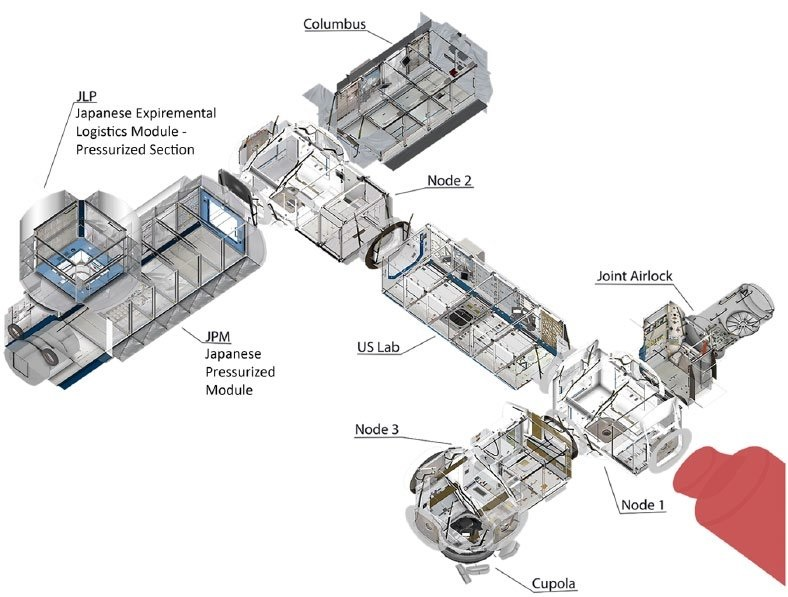 Columbus
JLP
Japanese Expiremental
Logistics Module -
Pressurized Section
Node 2
Joint Airlock
US Lab
JPM
Japanese
Pressurized
Module
Node 3
Node 1
Cupola